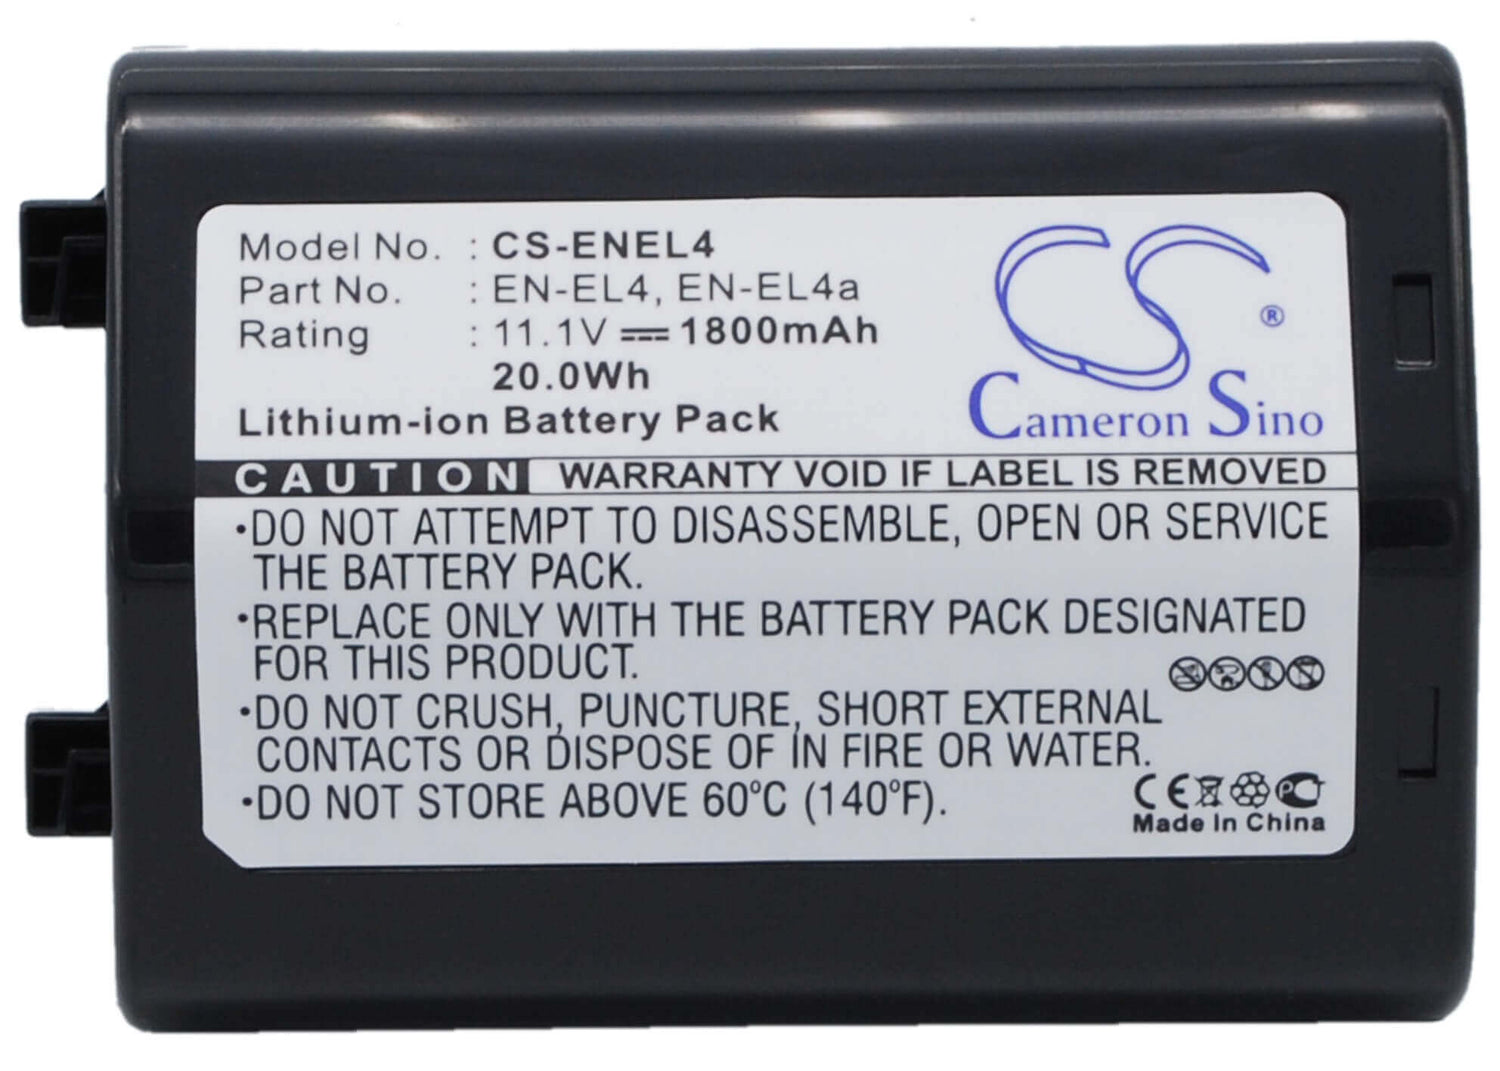 Model No. : CS-ENEL4
Part No. : EN-EL4, EN-EL4a
Rating : 11.1V ⎓ 1800mAh
20.0Wh
Lithium-ion Battery Pack
CS ®
Cameron Sino
CAUTION WARRANTY VOID IF LABEL IS REMOVED
•DO NOT ATTEMPT TO DISASSEMBLE, OPEN OR SERVICE
THE BATTERY PACK.
•REPLACE ONLY WITH THE BATTERY PACK DESIGNATED
FOR THIS PRODUCT.
•DO NOT CRUSH, PUNCTURE, SHORT EXTERNAL
CONTACTS OR DISPOSE OF IN FIRE OR WATER.
•DO NOT STORE ABOVE 60°C (140°F).
CE PC
Made In China